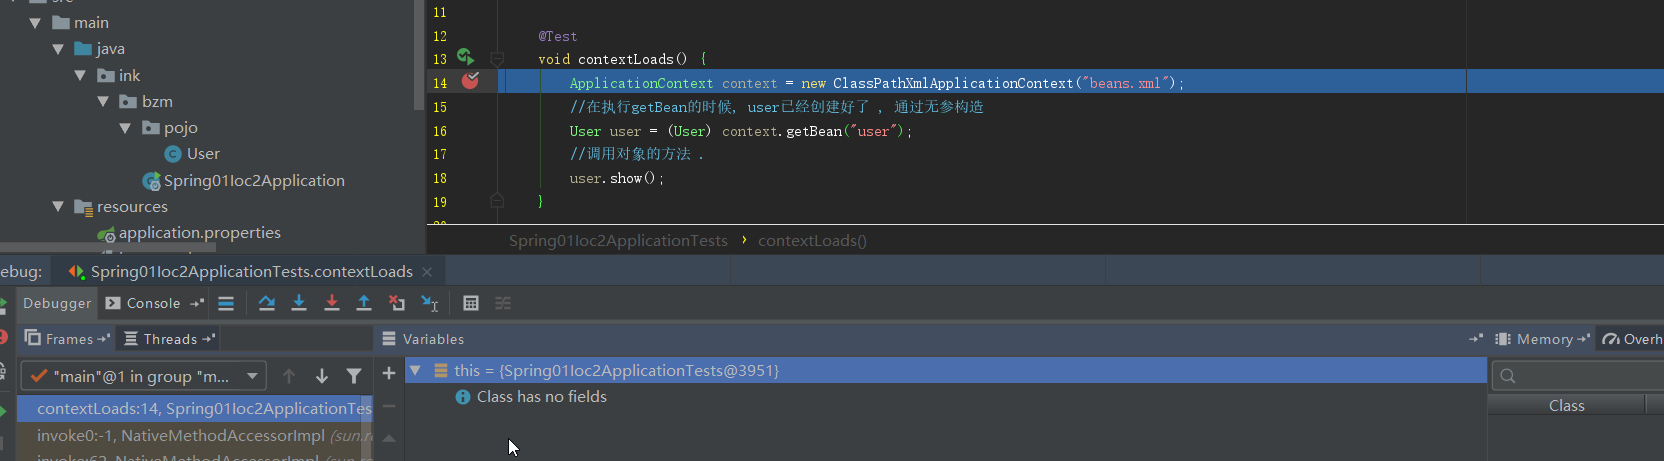 main
java
ink
bzm
pojo
User
Spring01Ioc2Application
resources
application.properties
11
12 @Test
13 void contextLoads() {
14 ApplicationContext context = new ClassPathXmlApplicationContext("beans.xml");
15 //在执行getBean的时候, user已经创建好了 , 通过无参构造
16 User user = (User) context.getBean("user");
17 //调用对象的方法 .
18 user.show();
19 }
Spring01Ioc2ApplicationTests › contextLoads()
ebug: Spring01Ioc2ApplicationTests.contextLoads ×
Debugger Console
Frames Threads Variables Memory Overh
"main"@1 in group "m...
this = {Spring01Ioc2ApplicationTests@3951}
Class has no fields
Class
contextLoads:14, Spring01Ioc2ApplicationTes
invoke0:-1, NativeMethodAccessorImpl (sun.re